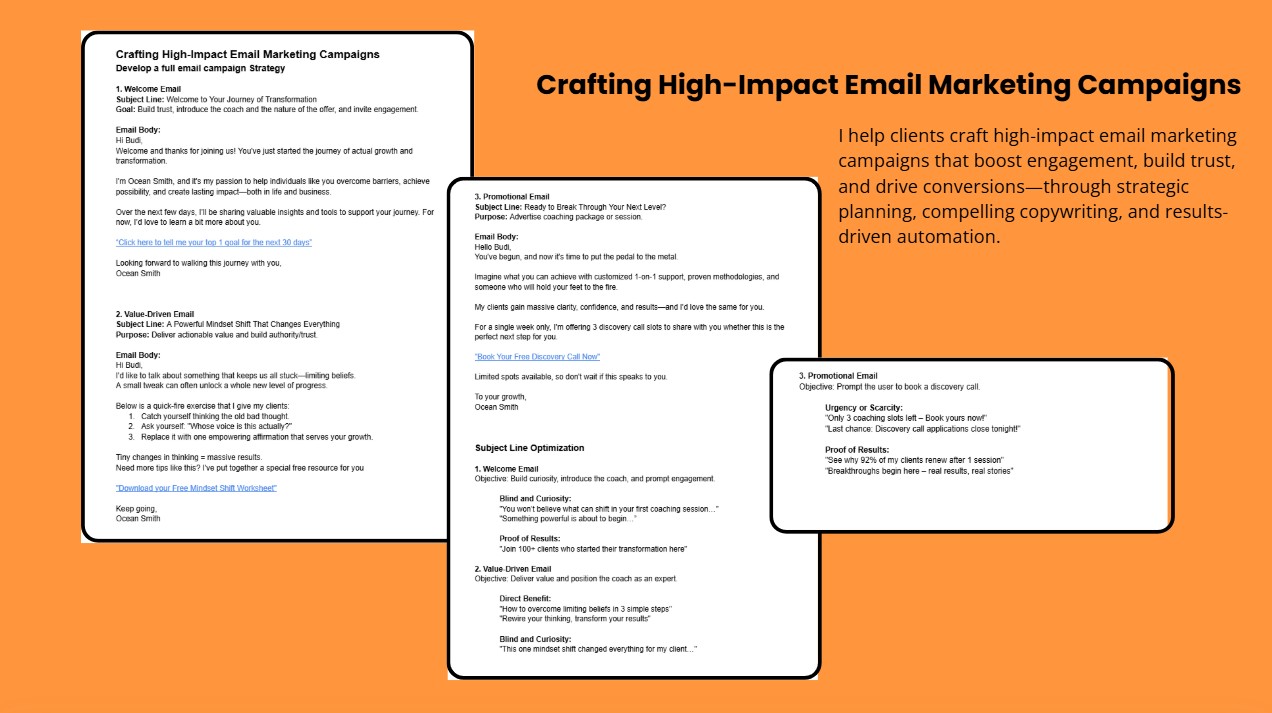 Crafting High-Impact Email Marketing Campaigns
Develop a full email campaign Strategy
1. Welcome Email
Subject Line: Welcome to Your Journey of Transformation
Goal: Build trust, introduce the coach and the nature of the offer, and invite engagement.
Email Body:
Hi Budi,
Welcome and thanks for joining us! You've just started the journey of actual growth and
transformation.
I'm Ocean Smith, and it's my passion to help individuals like you overcome barriers, achieve
possibility, and create lasting impact—both in life and business.
Over the next few days, I'll be sharing valuable insights and tools to support your journey. For
now, I'd love to learn a bit more about you.
"Click here to tell me your top 1 goal for the next 30 days"
Looking forward to walking this journey with you,
Ocean Smith
2. Value-Driven Email
Subject Line: A Powerful Mindset Shift That Changes Everything
Purpose: Deliver actionable value and build authority/trust.
Email Body:
Hi Budi,
I'd like to talk about something that keeps us all stuck—limiting beliefs.
A small tweak can often unlock a whole new level of progress.
Below is a quick-fire exercise that I give my clients:
1. Catch yourself thinking the old bad thought.
2. Ask yourself: "Whose voice is this actually?"
3. Replace it with one empowering affirmation that serves your growth.
Tiny changes in thinking = massive results.
Need more tips like this? I've put together a special free resource for you
"Download your Free Mindset Shift Worksheet"
Keep going,
Ocean Smith
Crafting High-Impact Email Marketing Campaigns
I help clients craft high-impact email marketing
campaigns that boost engagement, build trust,
and drive conversions—through strategic
planning, compelling copywriting, and results-
driven automation.
3. Promotional Email
Subject Line: Ready to Break Through Your Next Level?
Purpose: Advertise coaching package or session.
Email Body:
Hello Budi,
You've begun, and now it's time to put the pedal to the metal.
Imagine what you can achieve with customized 1-on-1 support, proven methodologies, and
someone who will hold your feet to the fire.
My clients gain massive clarity, confidence, and results—and I'd love the same for you.
For a single week only, I'm offering 3 discovery call slots to share with you whether this is the
perfect next step for you.
"Book Your Free Discovery Call Now"
Limited spots available, so don't wait if this speaks to you.
To your growth,
Ocean Smith
Subject Line Optimization
1. Welcome Email
Objective: Build curiosity, introduce the coach, and prompt engagement.
Blind and Curiosity:
"You won't believe what can shift in your first coaching session…"
"Something powerful is about to begin…"
Proof of Results:
"Join 100+ clients who started their transformation here"
2. Value-Driven Email
Objective: Deliver value and position the coach as an expert.
Direct Benefit:
"How to overcome limiting beliefs in 3 simple steps"
"Rewire your thinking, transform your results"
Blind and Curiosity:
"This one mindset shift changed everything for my client…"
3. Promotional Email
Objective: Prompt the user to book a discovery call.
Urgency or Scarcity:
"Only 3 coaching slots left – Book yours now!"
"Last chance: Discovery call applications close tonight!"
Proof of Results:
"See why 92% of my clients renew after 1 session"
"Breakthroughs begin here – real results, real stories"